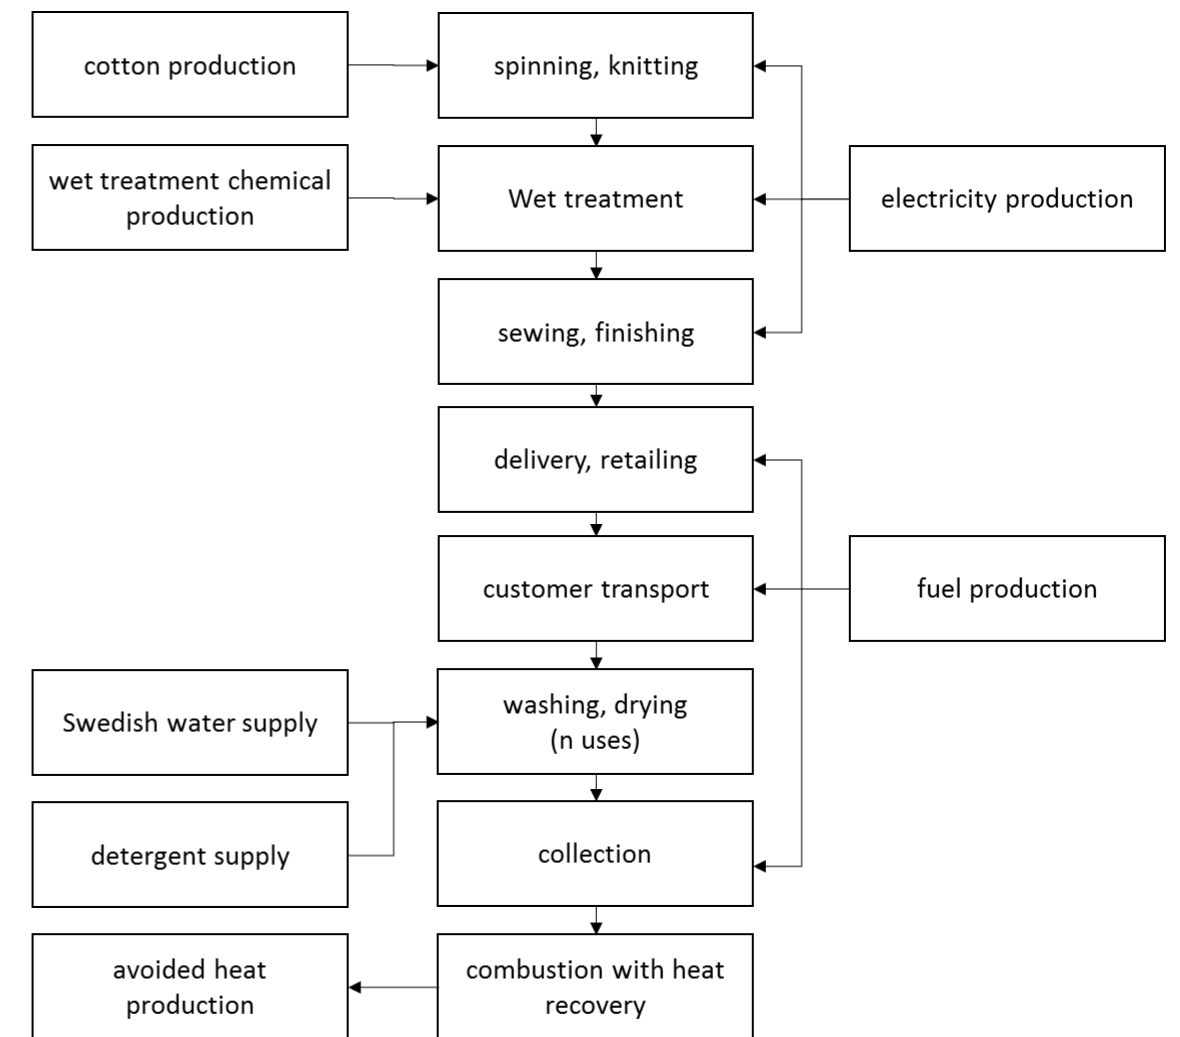 cotton production
spinning, knitting
wet treatment chemical
production
Wet treatment
electricity production
sewing, finishing
delivery, retailing
customer transport
fuel production
Swedish water supply
washing, drying
(n uses)
detergent supply
collection
avoided heat
production
combustion with heat
recovery